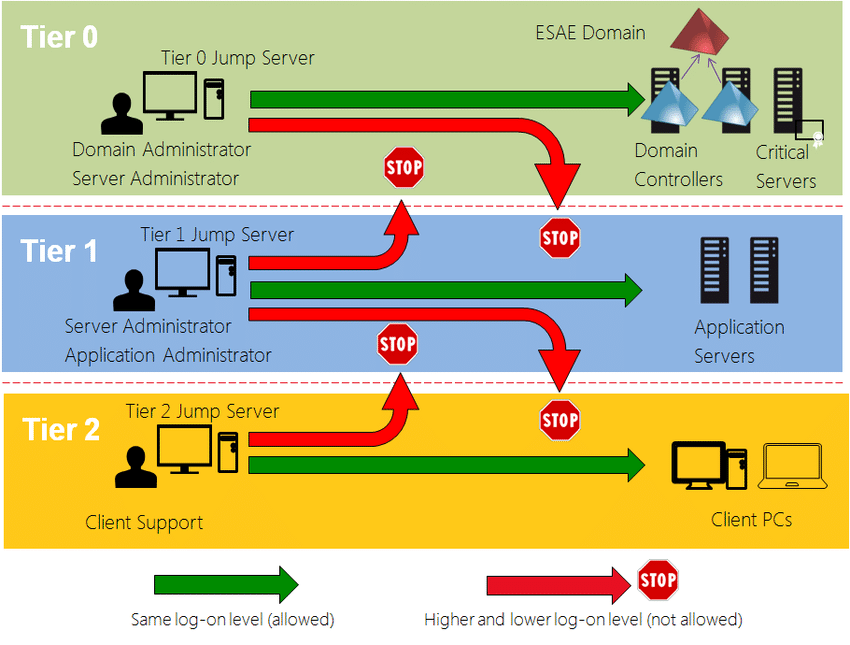 Tier 0
ESAE Domain
Tier 0 Jump Server
Domain Administrator
Server Administrator
STOP
Domain
Controllers
Critical
Servers
Tier 1
Tier 1 Jump Server
STOP
Server Administrator
Application Administrator
STOP
Application
Servers
Tier 2
Tier 2 Jump Server
STOP
Client Support
Client PCs
STOP
Same log-on level (allowed)
Higher and lower log-on level (not allowed)